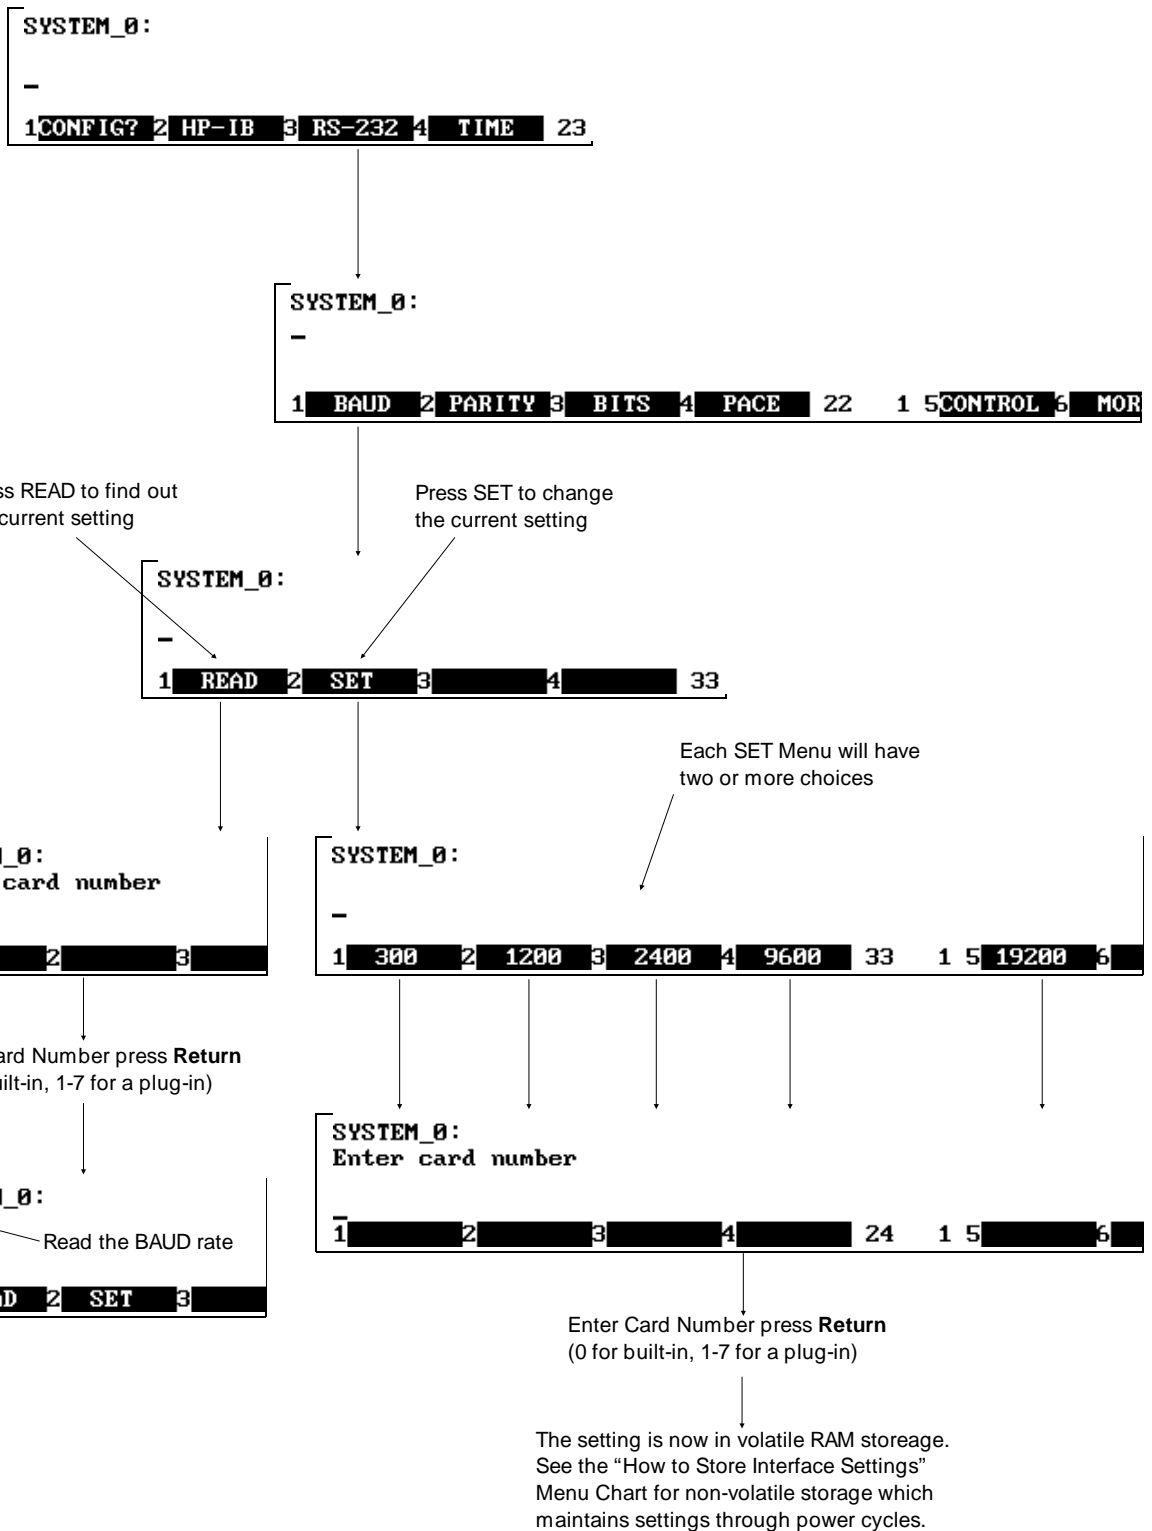 SYSTEM_0:
1 CONFIG? 2 HP-IB 3 RS-232 4 TIME 23
SYSTEM_0:
1 BAUD 2 PARITY 3 BITS 4 PACE 22 1 5 CONTROL 6 MOR
ss READ to find out
current setting
Press SET to change
the current setting
SYSTEM_0:
1 READ 2 SET 3 4 33
Each SET Menu will have
two or more choices
_0:
card number
2 3
SYSTEM_0:
1 300 2 1200 3 2400 4 9600 33 1 5 19200 6
ard Number press Return
uilt-in, 1-7 for a plug-in)
SYSTEM_0:
Enter card number
1 2 3 4 24 1 5 6
_0:
Read the BAUD rate
D 2 SET 3
Enter Card Number press Return
(0 for built-in, 1-7 for a plug-in)
The setting is now in volatile RAM storeage.
See the “How to Store Interface Settings”
Menu Chart for non-volatile storage which
maintains settings through power cycles.